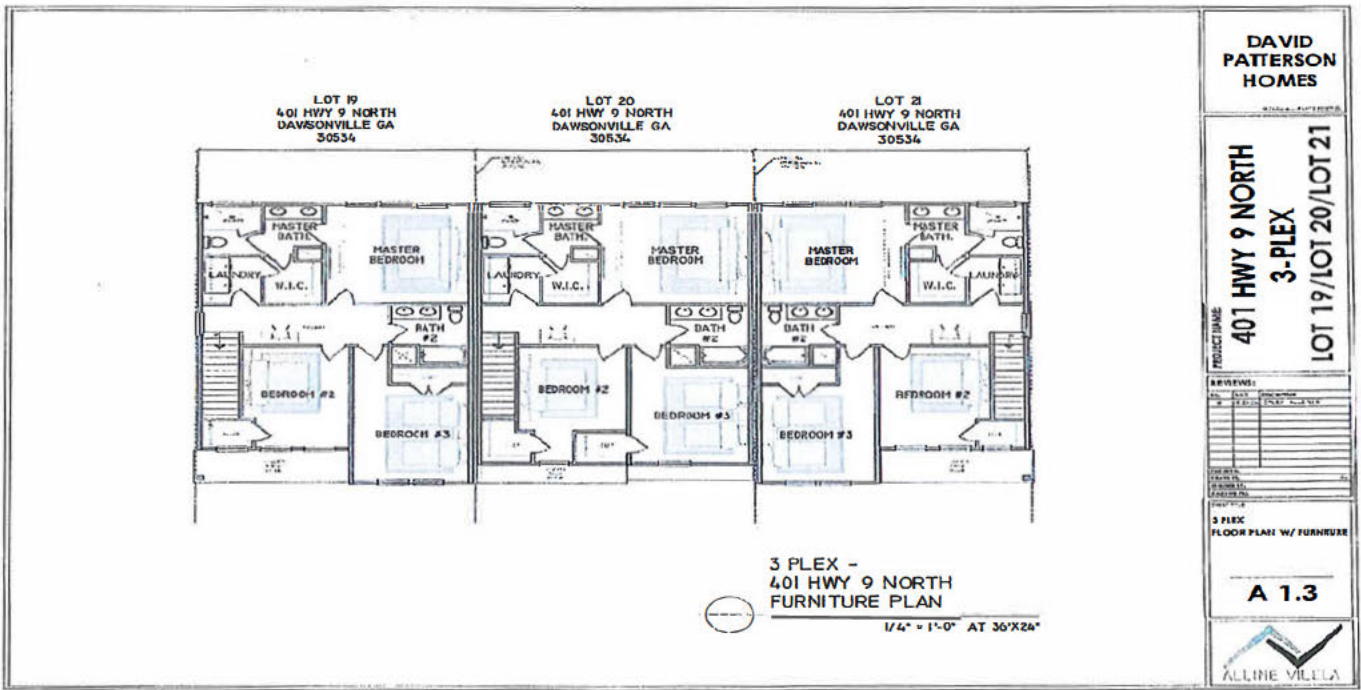 LOT 19
401 HWY 9 NORTH
DAWSONVILLE GA
30534
LOT 20
401 HWY 9 NORTH
DAWSONVILLE GA
30534
LOT 21
401 HWY 9 NORTH
DAWSONVILLE GA
30534
MASTER
BATH.
MASTER
BEDROOM
LAUNDRY
W.I.C.
BATH
#2
BEDROOM #2
BEDROOM #3
MASTER
BATH.
MASTER
BEDROOM
LAUNDRY
W.I.C.
BATH
#2
BEDROOM #2
BEDROOM #3
MASTER
BEDROOM
MASTER
BATH.
W.I.C.
LAUNDRY
BATH
#2
BEDROOM #2
BEDROOM #3
3 PLEX -
401 HWY 9 NORTH
FURNITURE PLAN
1/4" = 1'-0" AT 36"X24"
DAVID
PATTERSON
HOMES
PROJECT NAME
401 HWY 9 NORTH
3-PLEX
LOT 19/LOT 20/LOT 21
REVIEWS:
3 PLEX
FLOOR PLAN W/ FURNITURE
A 1.3
ALLINE VILELA